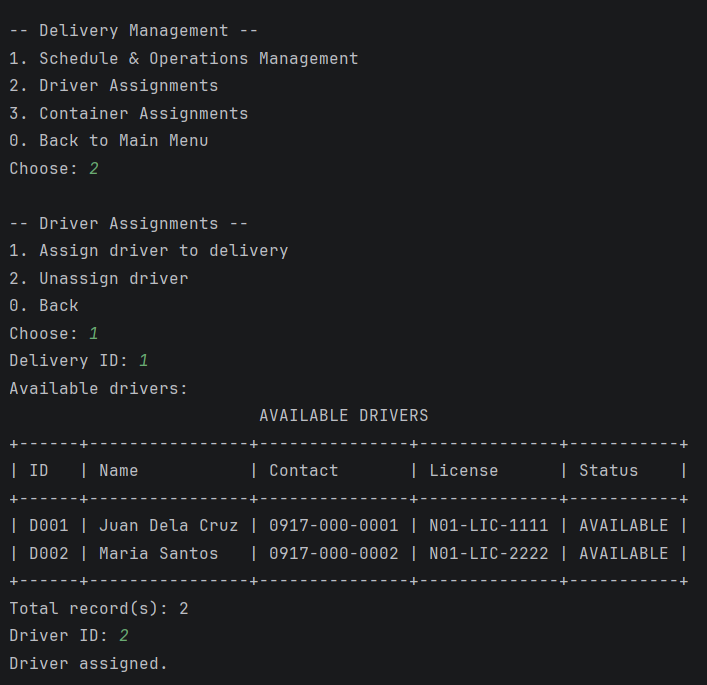 -- Delivery Management --
1. Schedule & Operations Management
2. Driver Assignments
3. Container Assignments
0. Back to Main Menu
Choose: 2
-- Driver Assignments --
1. Assign driver to delivery
2. Unassign driver
0. Back
Choose: 1
Delivery ID: 1
Available drivers:
                         AVAILABLE DRIVERS
+------+----------------+---------------+--------------+-----------+
| ID   | Name           | Contact       | License      | Status    |
+------+----------------+---------------+--------------+-----------+
| D001 | Juan Dela Cruz | 0917-000-0001 | N01-LIC-1111 | AVAILABLE |
| D002 | Maria Santos   | 0917-000-0002 | N01-LIC-2222 | AVAILABLE |
+------+----------------+---------------+--------------+-----------+
Total record(s): 2
Driver ID: 2
Driver assigned.